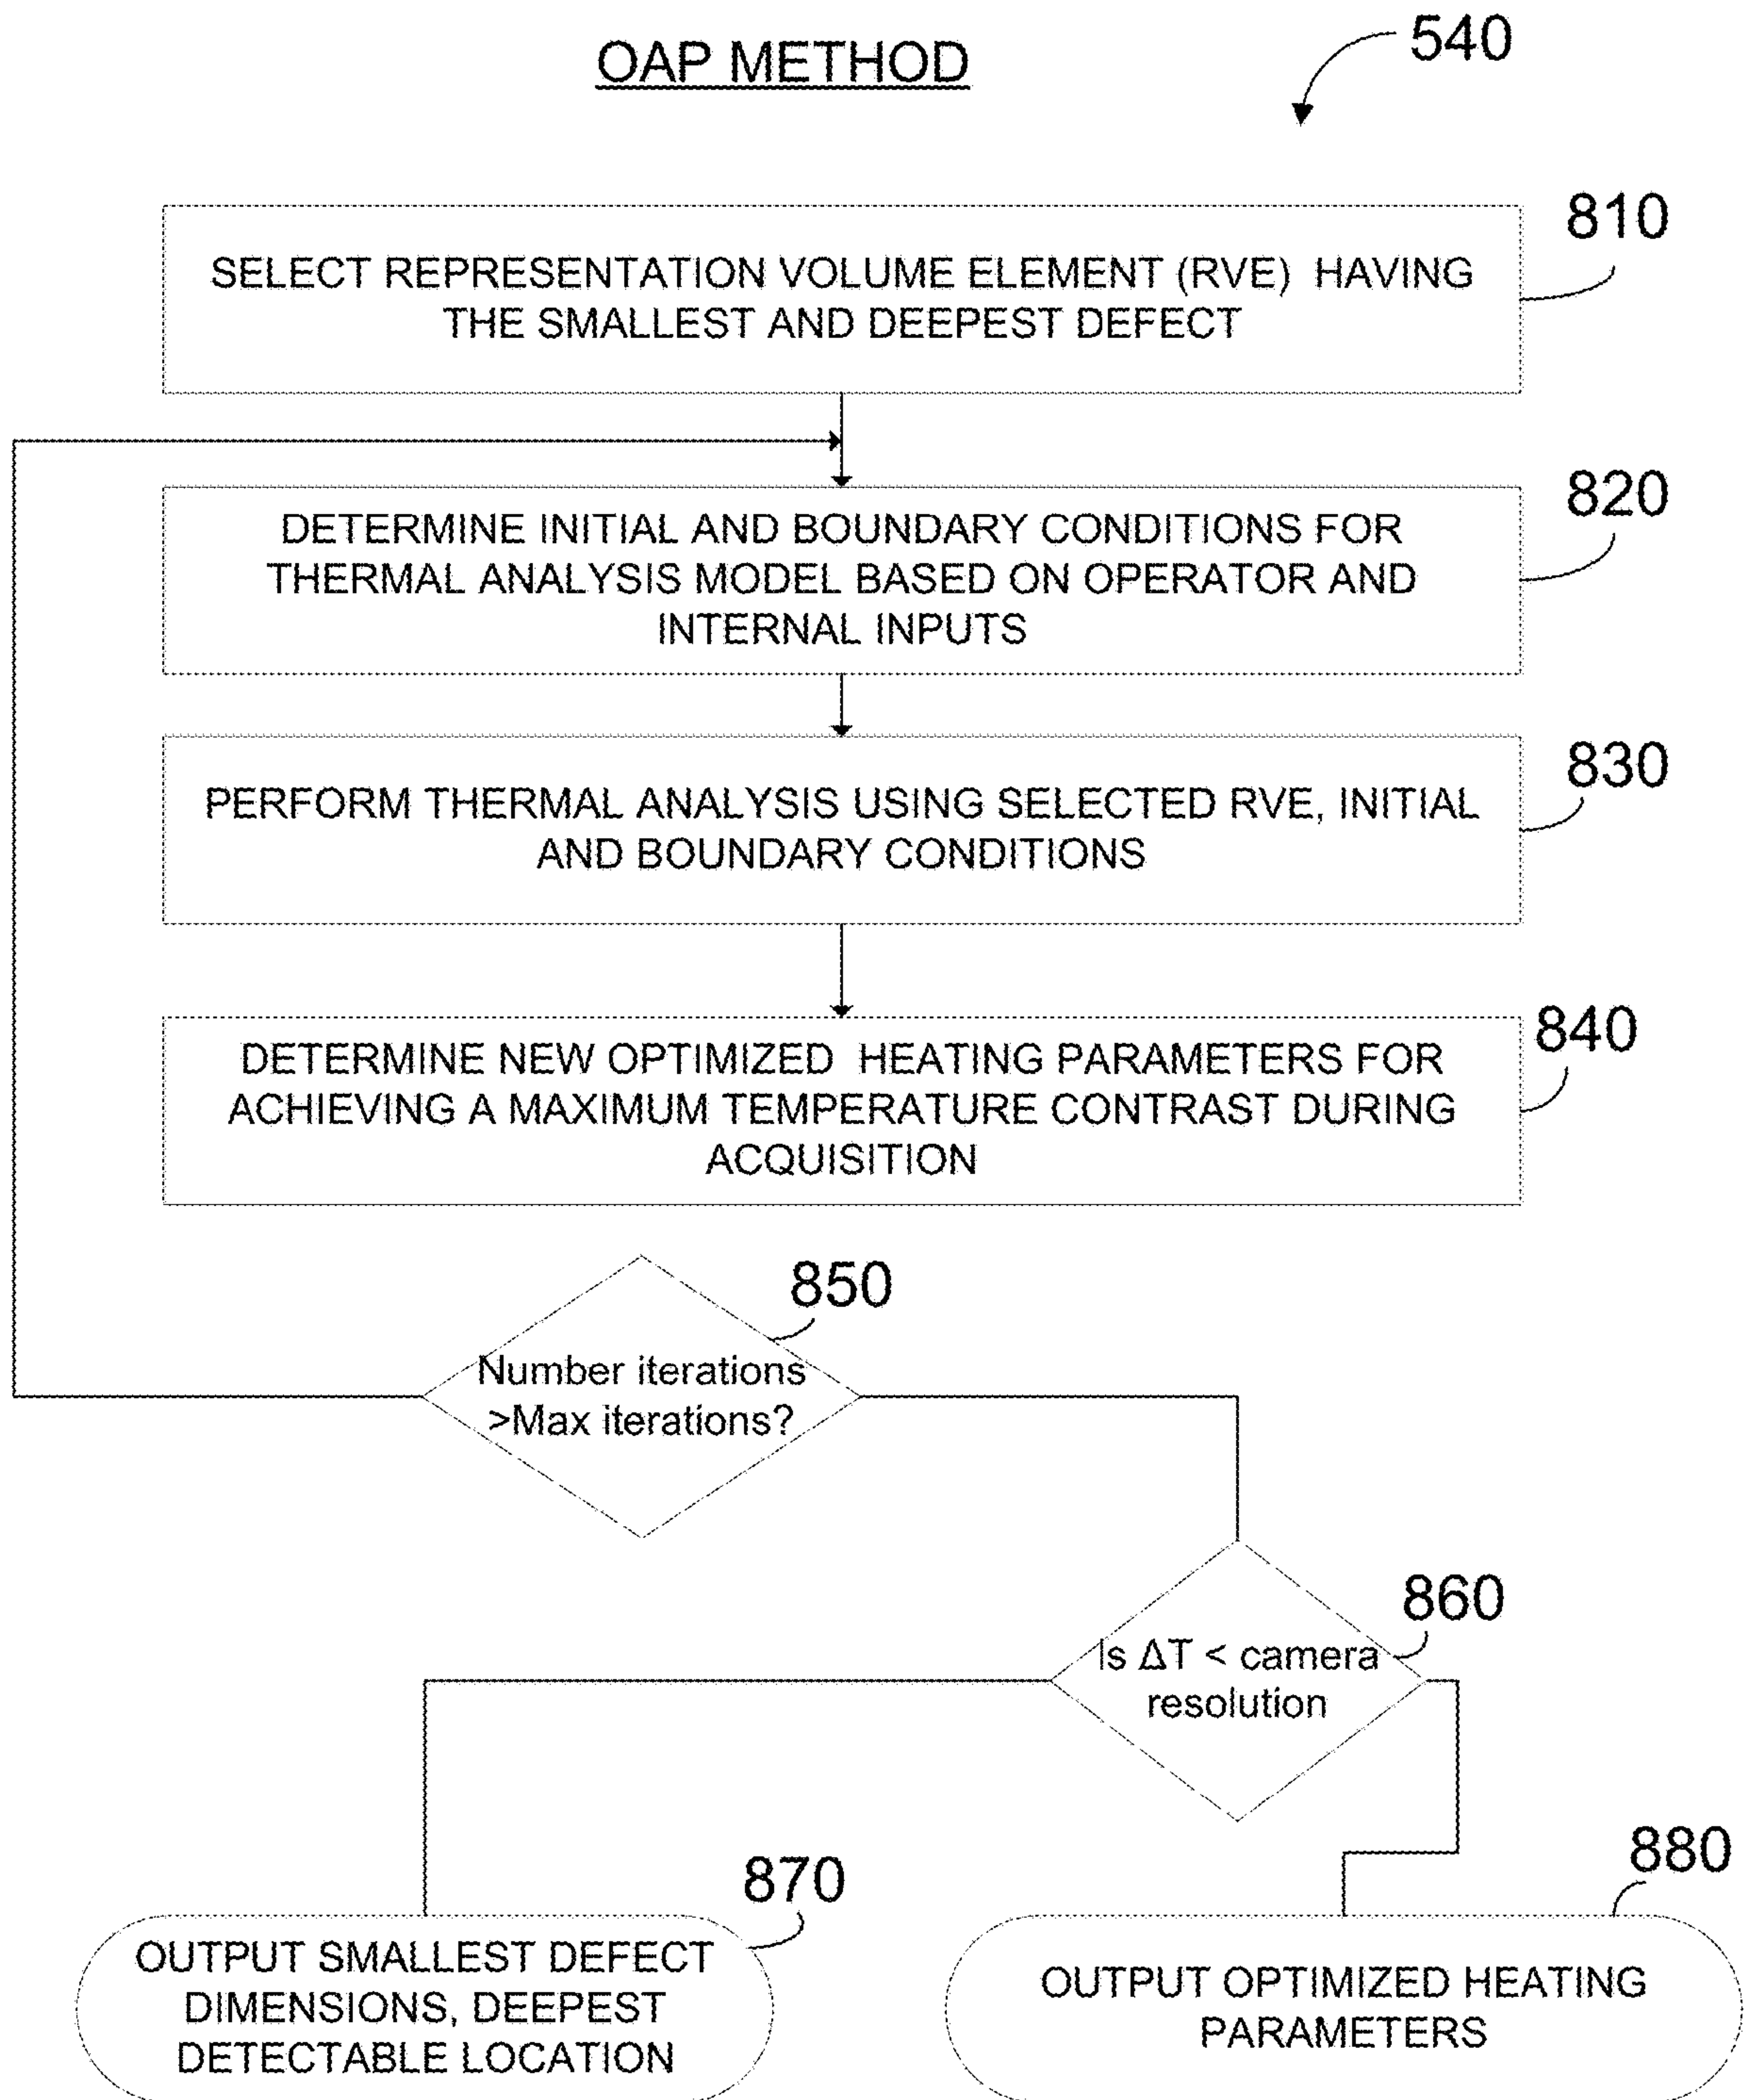 OAP METHOD
540
810
SELECT REPRESENTATION VOLUME ELEMENT (RVE) HAVING
THE SMALLEST AND DEEPEST DEFECT
820
DETERMINE INITIAL AND BOUNDARY CONDITIONS FOR
THERMAL ANALYSIS MODEL BASED ON OPERATOR AND
INTERNAL INPUTS
830
PERFORM THERMAL ANALYSIS USING SELECTED RVE, INITIAL
AND BOUNDARY CONDITIONS
840
DETERMINE NEW OPTIMIZED HEATING PARAMETERS FOR
ACHIEVING A MAXIMUM TEMPERATURE CONTRAST DURING
ACQUISITION
850
Number iterations
>Max iterations?
860
Is ΔT < camera
resolution
870
OUTPUT SMALLEST DEFECT
DIMENSIONS, DEEPEST
DETECTABLE LOCATION
880
OUTPUT OPTIMIZED HEATING
PARAMETERS